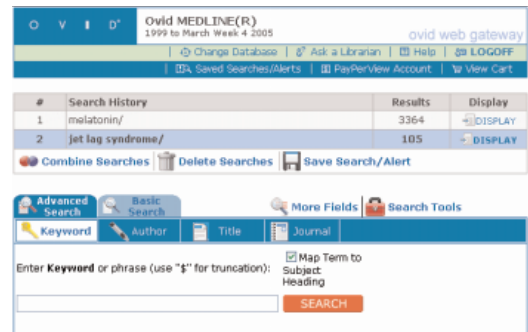 O V I D®
Ovid MEDLINE(R)
1999 to March Week 4 2005
ovid web gateway
| Change Database | Ask a Librarian | Help | LOGOFF
| Saved Searches/Alerts | PayPerView Account | View Cart
# Search History Results Display
1 melatonin/ 3364 DISPLAY
2 jet lag syndrome/ 105 DISPLAY
Combine Searches | Delete Searches | Save Search/Alert
Advanced Search
Basic Search
More Fields | Search Tools
Keyword Author Title Journal
Enter Keyword or phrase (use "$" for truncation):
Map Term to
Subject
Heading
SEARCH